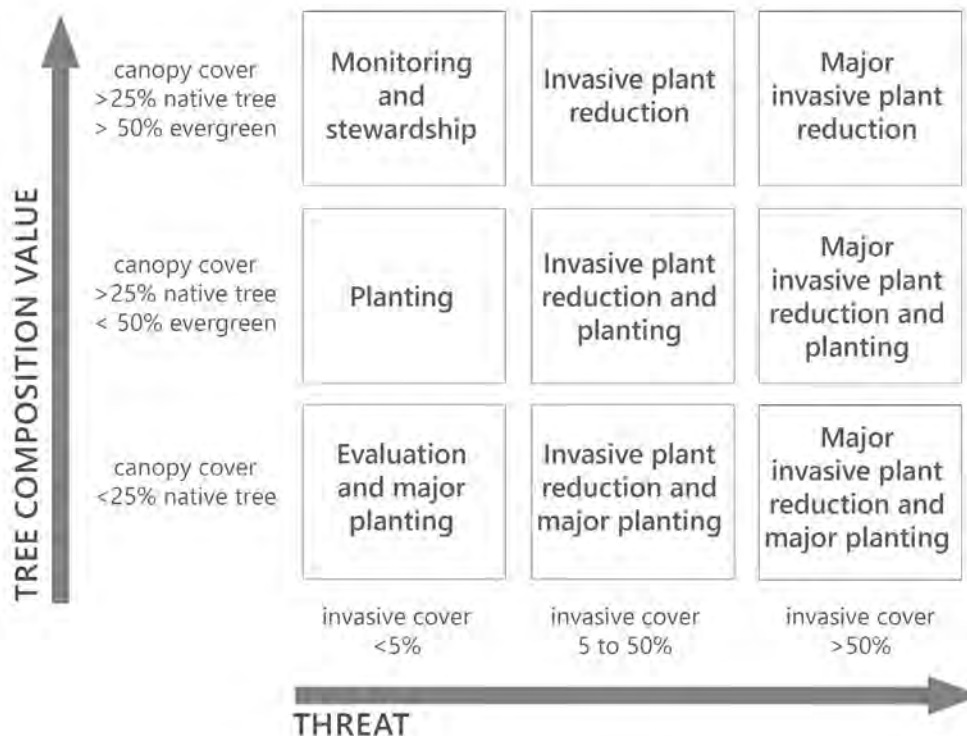 TREE COMPOSITION VALUE
canopy cover
>25% native tree
> 50% evergreen
Monitoring
and
stewardship
Invasive plant
reduction
Major
invasive plant
reduction
canopy cover
>25% native tree
< 50% evergreen
Planting
Invasive plant
reduction and
planting
Major
invasive plant
reduction and
planting
canopy cover
<25% native tree
Evaluation
and major
planting
Invasive plant
reduction and
major planting
Major
invasive plant
reduction and
major planting
invasive cover
<5%
invasive cover
5 to 50%
invasive cover
>50%
THREAT